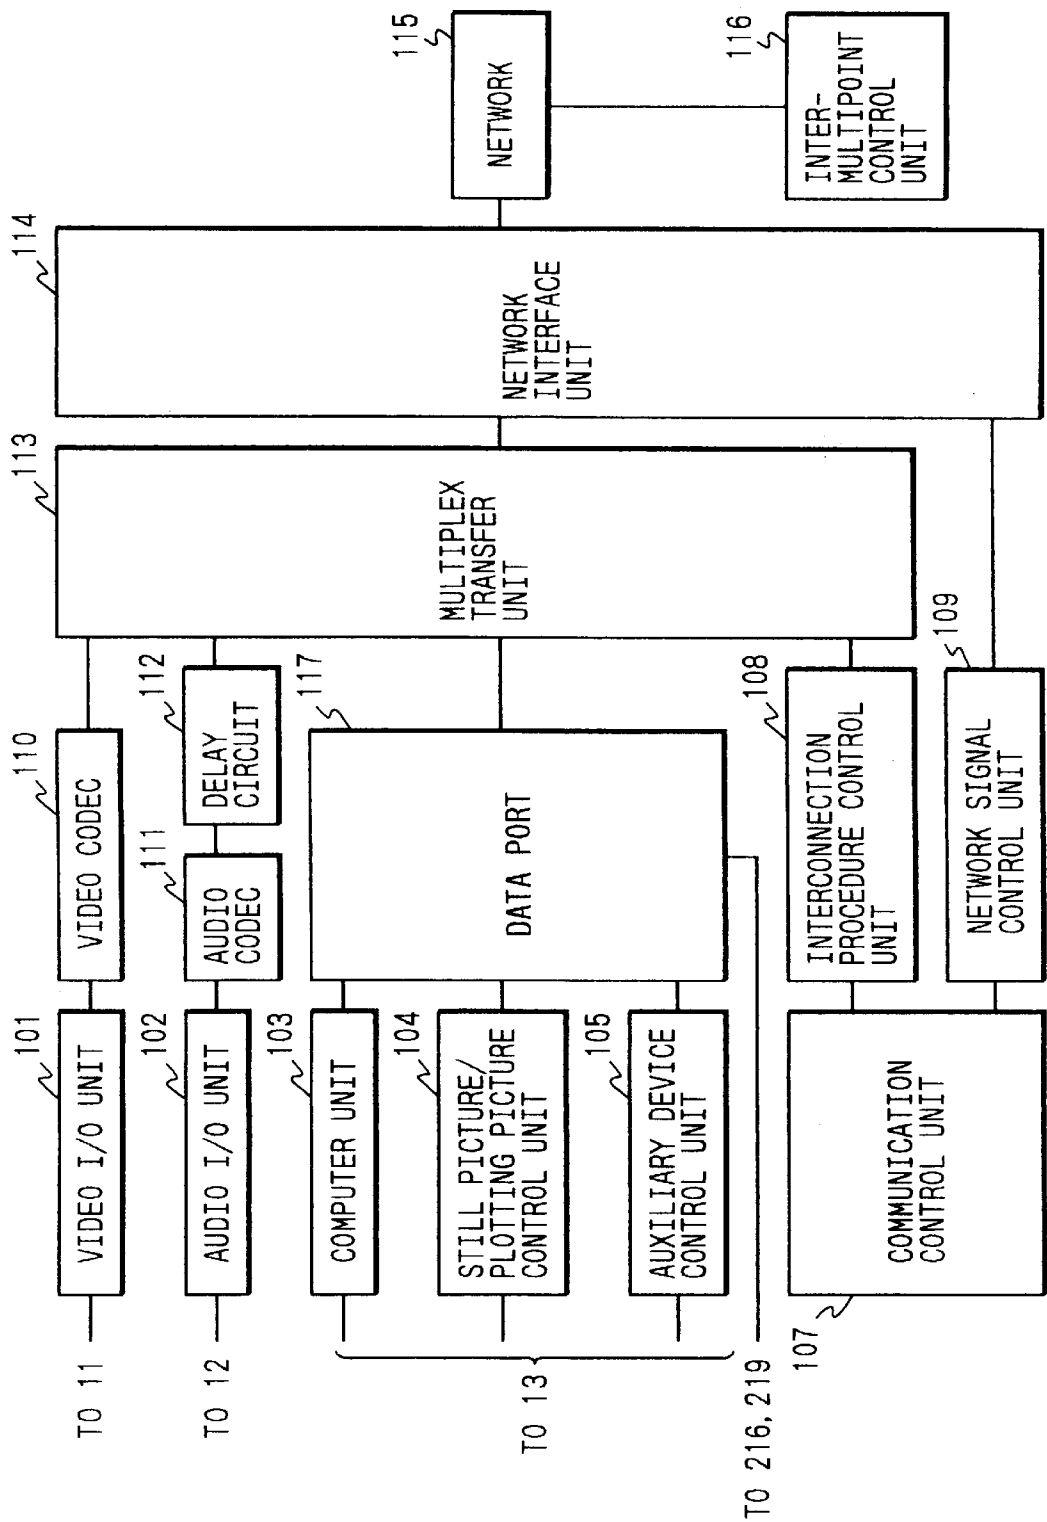 TO 11
101
VIDEO I/O UNIT
110
VIDEO CODEC
TO 12
102
AUDIO I/O UNIT
111
AUDIO
CODEC
112
DELAY
CIRCUIT
TO 13
103
COMPUTER UNIT
104
STILL PICTURE/
PLOTTING PICTURE
CONTROL UNIT
105
AUXILIARY DEVICE
CONTROL UNIT
117
DATA PORT
TO 216, 219
107
COMMUNICATION
CONTROL UNIT
108
INTERCONNECTION
PROCEDURE CONTROL
UNIT
109
NETWORK SIGNAL
CONTROL UNIT
113
MULTIPLEX
TRANSFER
UNIT
114
NETWORK
INTERFACE
UNIT
115
NETWORK
116
INTER-
MULTIPOINT
CONTROL
UNIT